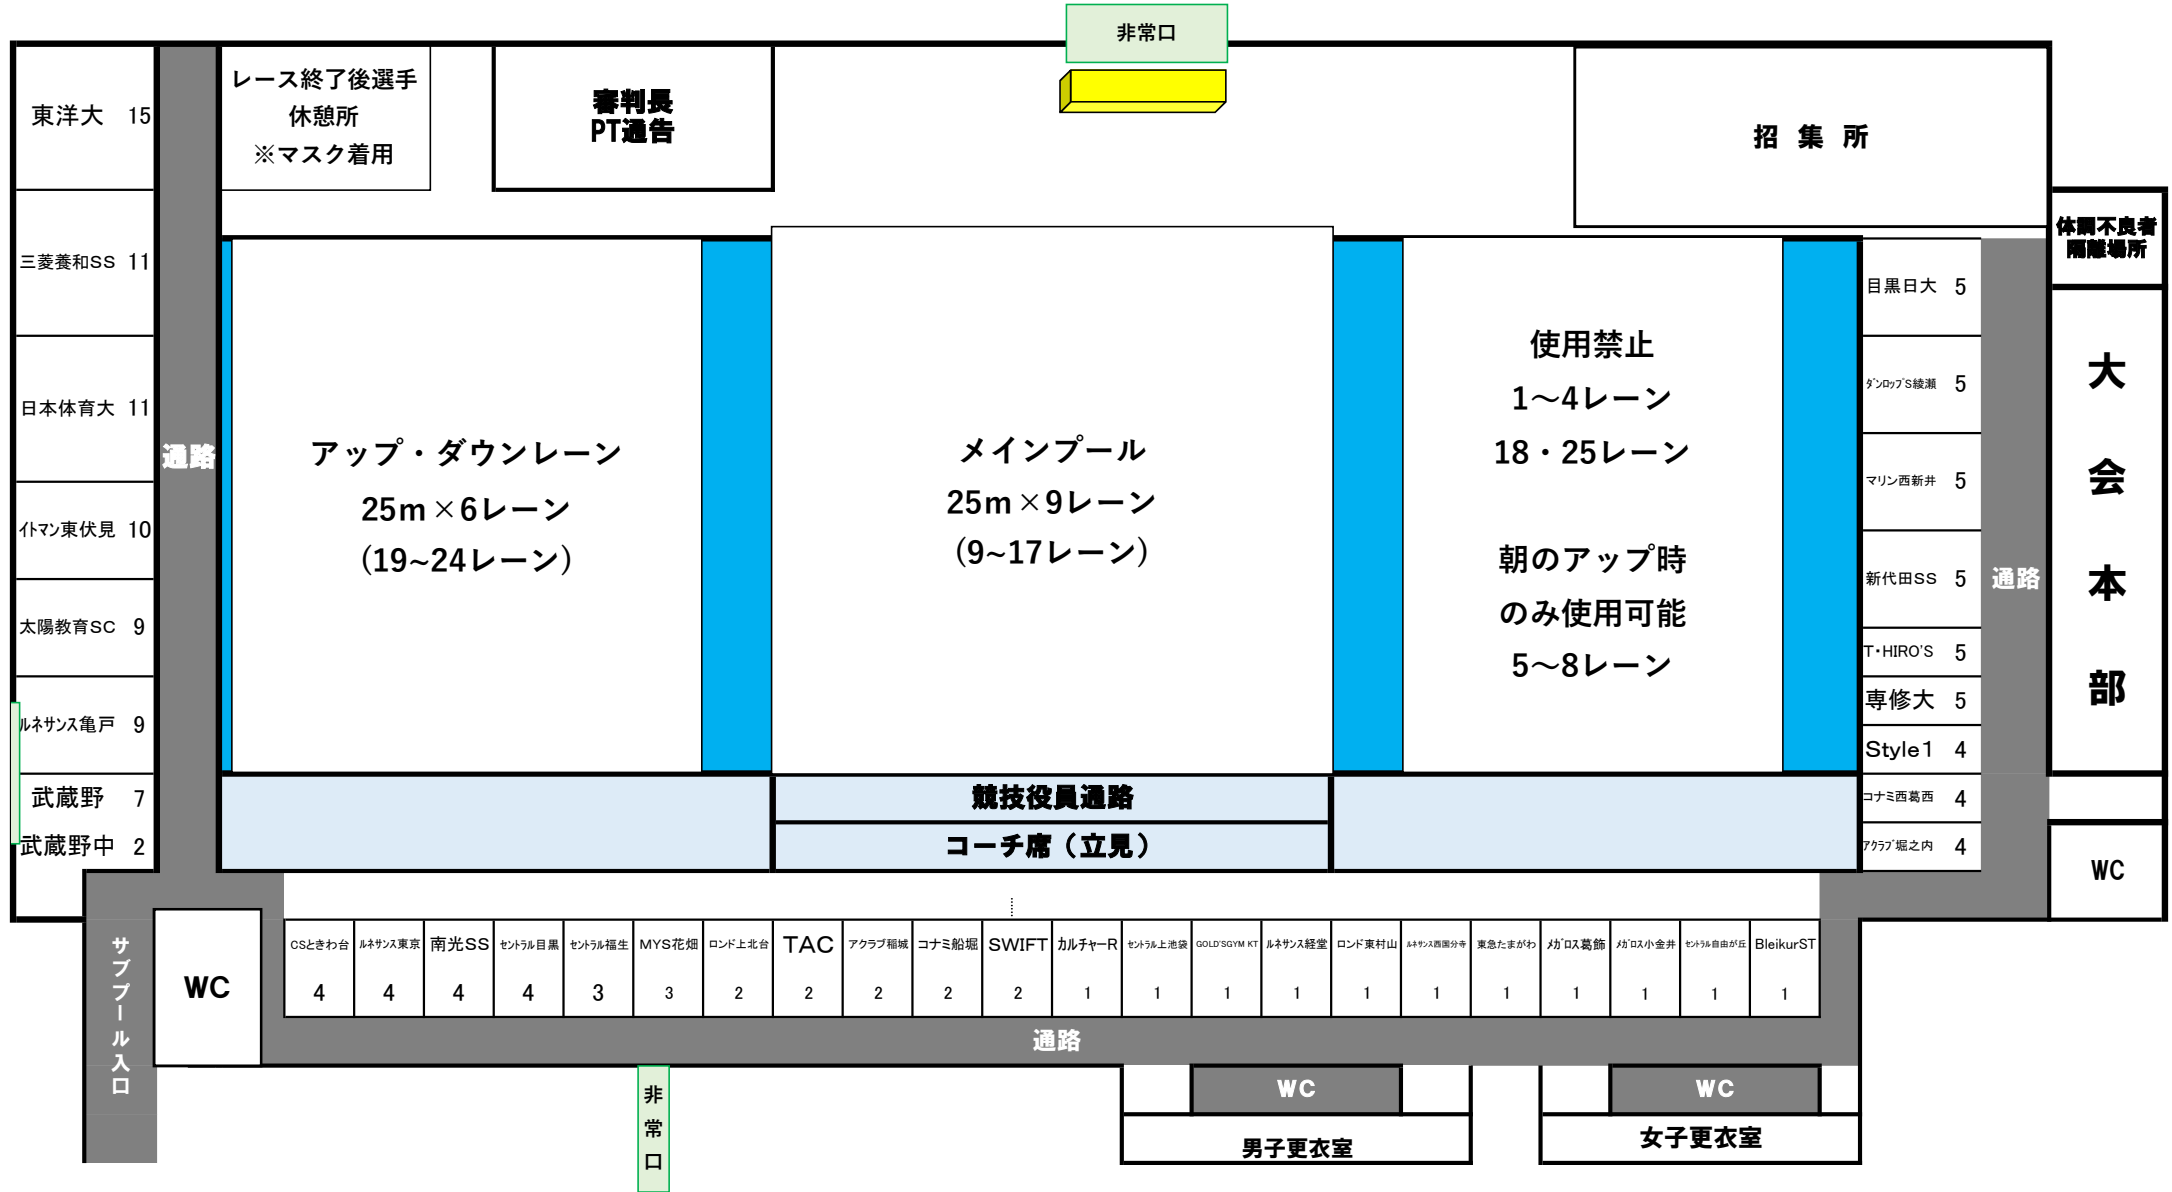 非常口
レース終了後選手
休憩所
※マスク着用
審判長
PT通告
招 集 所
体調不良者
隔離場所
大会本部
WC
東洋大 15
三菱養和SS 11
日本体育大 11
イトマン東伏見 10
太陽教育SC 9
ルネサンス亀戸 9
武蔵野 7
武蔵野中 2
通路
アップ・ダウンレーン
25m×6レーン
(19~24レーン)
メインプール
25m×9レーン
(9~17レーン)
使用禁止
1～4レーン
18・25レーン
朝のアップ時
のみ使用可能
5～8レーン
目黒日大 5
ダンロップS綾瀬 5
マリン西新井 5
新代田SS 5
T・HIRO'S 5
専修大 5
Style1 4
コナミ西葛西 4
アクラブ堀之内 4
通路
競技役員通路
コーチ席（立見）
サブプール入口
WC
CSときわ台 4
ルネサンス東京 4
南光SS 4
セントラル目黒 4
セントラル福生 3
MYS花畑 3
ロンド上北台 2
TAC 2
アクラブ稲城 2
コナミ船堀 2
SWIFT 2
カルチャーR 1
セントラル上池袋 1
GOLD'SGYM KT 1
ルネサンス経堂 1
ロンド東村山 1
ルネサンス西国分寺 1
東急たまがわ 1
メガロス葛飾 1
メガロス小金井 1
セントラル自由が丘 1
BleikurST 1
通路
非常口
WC
男子更衣室
WC
女子更衣室